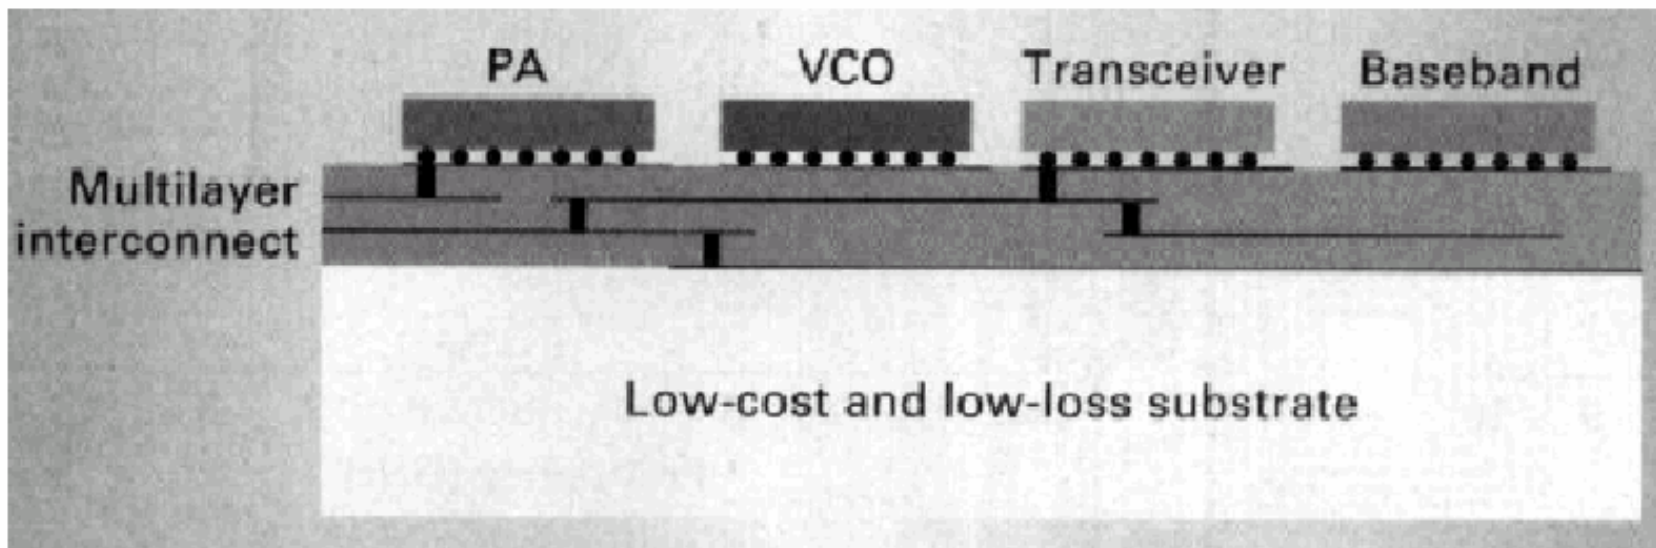 PA
VCO
Transceiver
Baseband
Multilayer
interconnect
Low-cost and low-loss substrate